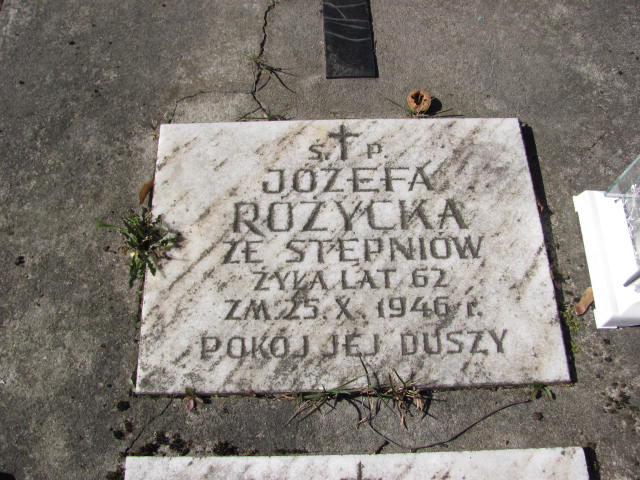 Ś. P.
JÓZEFA
RÓŻYCKA
ZE STĘPNIÓW
ŻYŁA LAT 62
ZM. 25. X. 1946 r.
POKÓJ JEJ DUSZY